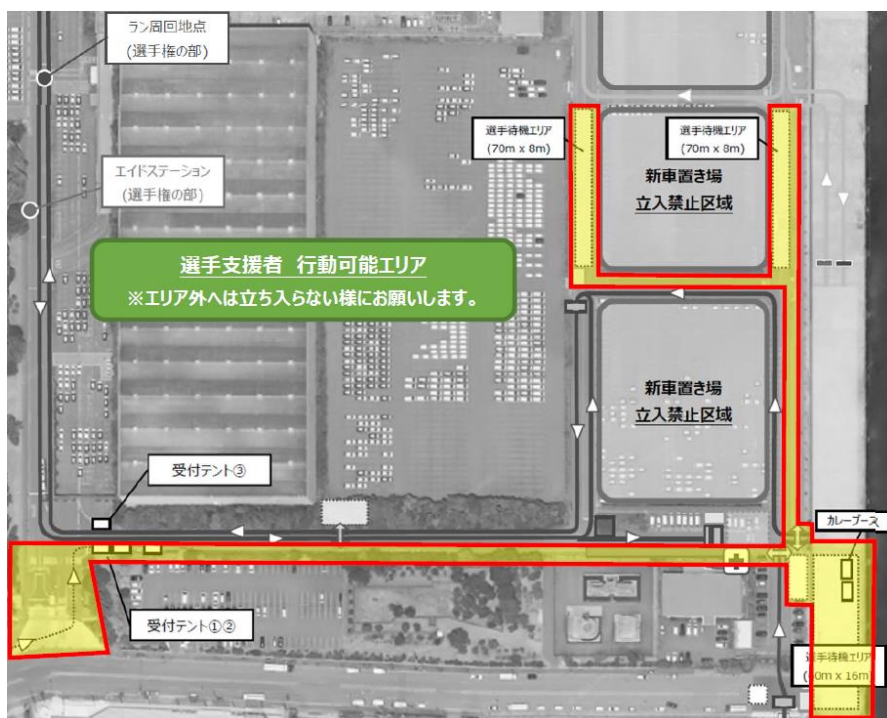 ラン周回地点
(選手権の部)
選手待機エリア
(70m x 8m)
選手待機エリア
(70m x 8m)
エイドステーション
(選手権の部)
新車置き場
立入禁止区域
選手支援者 行動可能エリア
※エリア外へは立ち入らない様にお願いします。
新車置き場
立入禁止区域
受付テント③
カレーブース
受付テント①②
選手待機エリア
(60m x 16m)